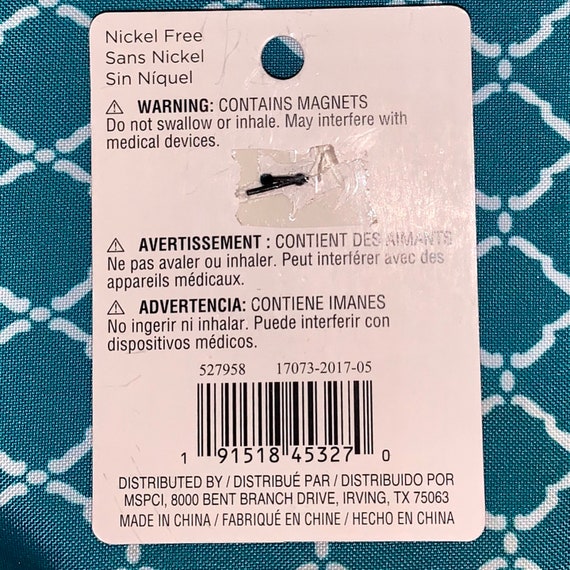 Nickel Free
Sans Nickel
Sin Níquel
⚠ WARNING: CONTAINS MAGNETS
Do not swallow or inhale. May interfere with
medical devices.
⚠ AVERTISSEMENT : CONTIENT DES AIMANTS
Ne pas avaler ou inhaler. Peut interférer avec des
appareils médicaux.
⚠ ADVERTENCIA: CONTIENE IMANES
No ingerir ni inhalar. Puede interferir con
dispositivos médicos.
527958 17073-2017-05
1 91518 45327 0
DISTRIBUTED BY / DISTRIBUÉ PAR / DISTRIBUIDO POR
MSPCI, 8000 BENT BRANCH DRIVE, IRVING, TX 75063
MADE IN CHINA / FABRIQUÉ EN CHINE / HECHO EN CHINA